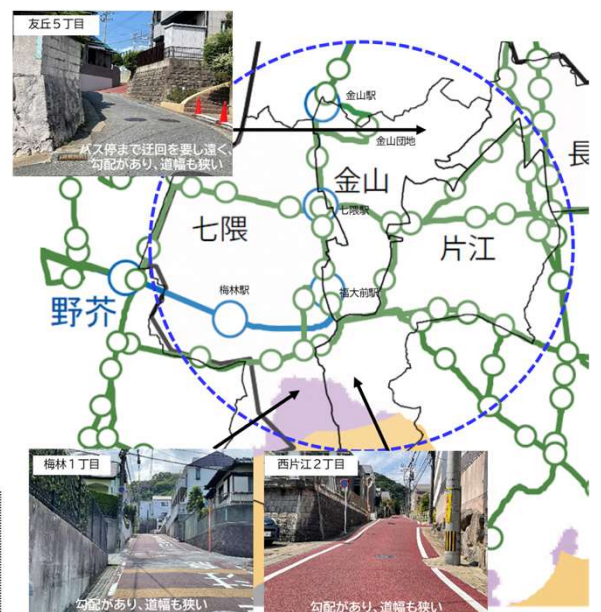 友丘5丁目
バス停まで迂回を要し遠く、
勾配があり、道幅も狭い
金山駅
金山団地
長
金山
七隈駅
七隈
片江
梅林駅
福大前駅
野芥
梅林1丁目
勾配があり、道幅も狭い
西片江2丁目
勾配があり、道幅も狭い